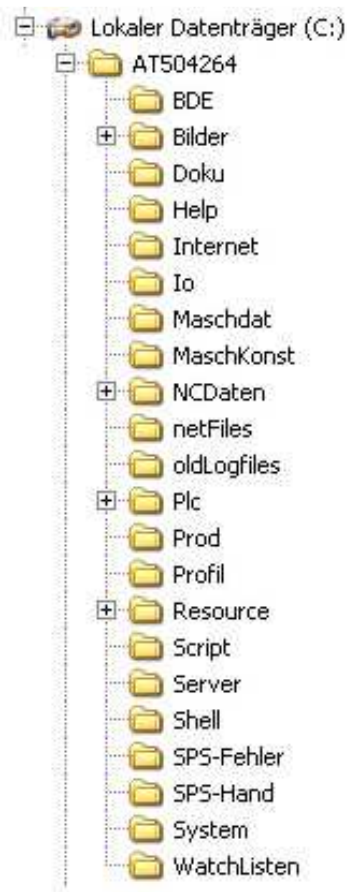 Lokaler Datenträger (C:)
AT504264
BDE
Bilder
Doku
Help
Internet
Io
Maschdat
MaschKonst
NCDaten
netFiles
oldLogfiles
Plc
Prod
Profil
Resource
Script
Server
Shell
SPS-Fehler
SPS-Hand
System
WatchListen